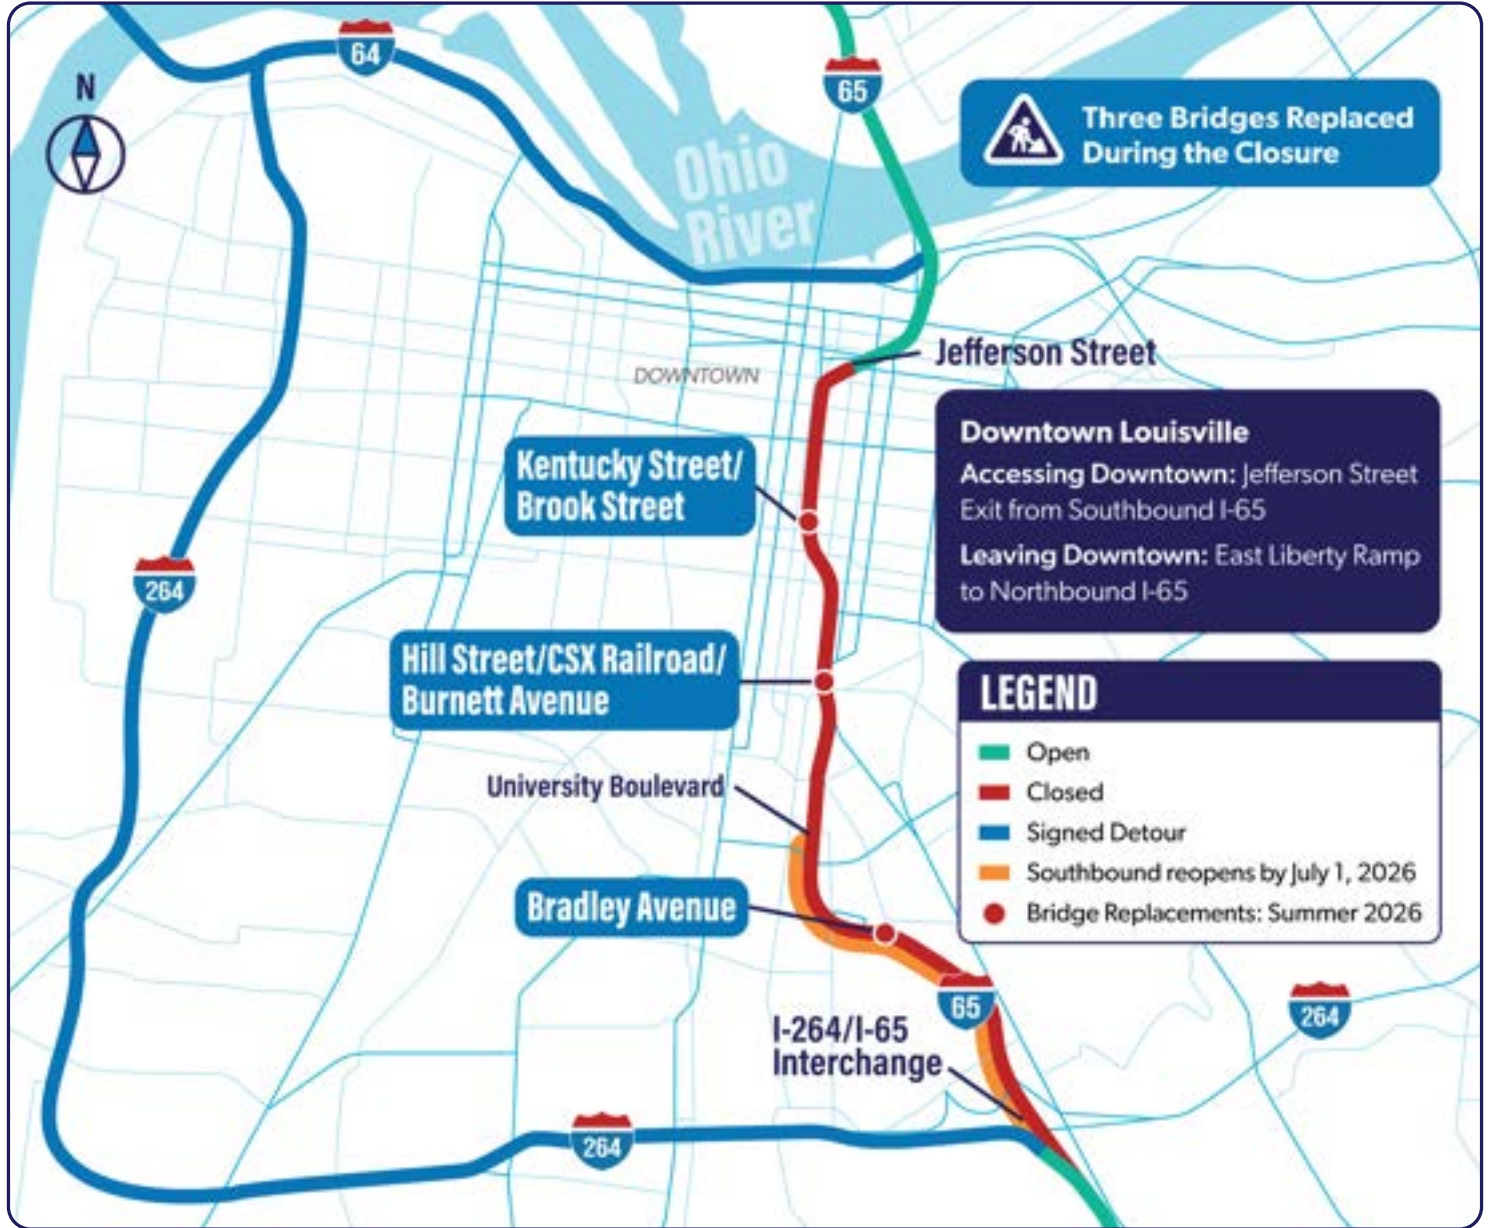 64
65
N
Three Bridges Replaced
During the Closure
Ohio
River
Jefferson Street
DOWNTOWN
Downtown Louisville
Accessing Downtown: Jefferson Street
Exit from Southbound I-65
Leaving Downtown: East Liberty Ramp
to Northbound I-65
Kentucky Street/
Brook Street
264
Hill Street/CSX Railroad/
Burnett Avenue
LEGEND
Open
Closed
Signed Detour
Southbound reopens by July 1, 2026
Bridge Replacements: Summer 2026
University Boulevard
Bradley Avenue
65
264
I-264/I-65
Interchange
264